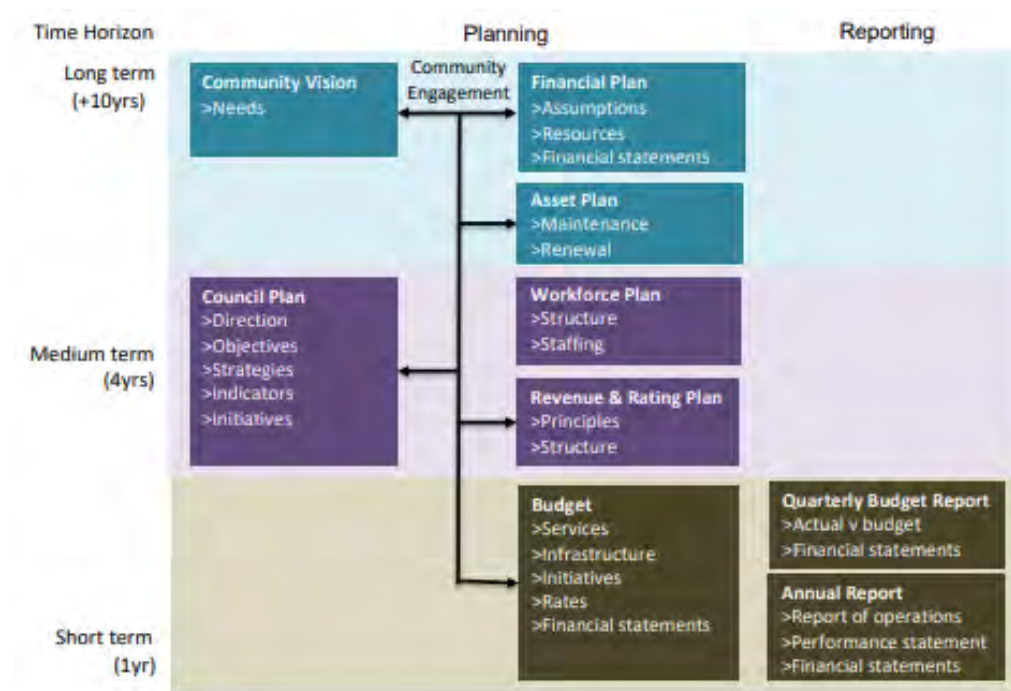 Time Horizon
Planning
Reporting
Long term
(+10yrs)
Community Vision
>Needs
Community
Engagement
Financial Plan
>Assumptions
>Resources
>Financial statements
Asset Plan
>Maintenance
>Renewal
Medium term
(4yrs)
Council Plan
>Direction
>Objectives
>Strategies
>Indicators
>Initiatives
Workforce Plan
>Structure
>Staffing
Revenue & Rating Plan
>Principles
>Structure
Short term
(1yr)
Budget
>Services
>Infrastructure
>Initiatives
>Rates
>Financial statements
Quarterly Budget Report
>Actual v budget
>Financial statements
Annual Report
>Report of operations
>Performance statement
>Financial statements